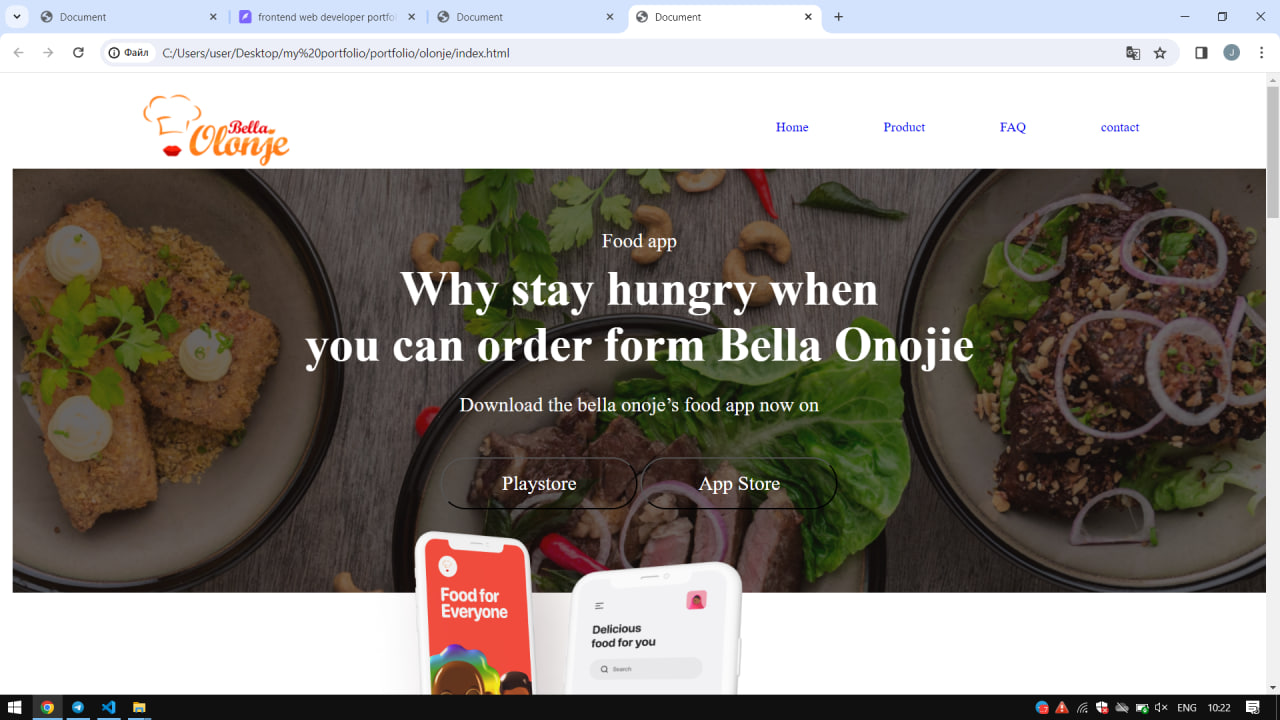 Document
frontend web developer portfo
Document
Document
Файл
C:/Users/user/Desktop/my%20portfolio/portfolio/olonje/index.html
J
Bella
Olonje
Home
Product
FAQ
contact
Food app
Why stay hungry when
you can order form Bella Onojie
Download the bella onoje’s food app now on
Playstore
App Store
Food for
Everyone
Delicious
food for you
Search
ENG
10:22